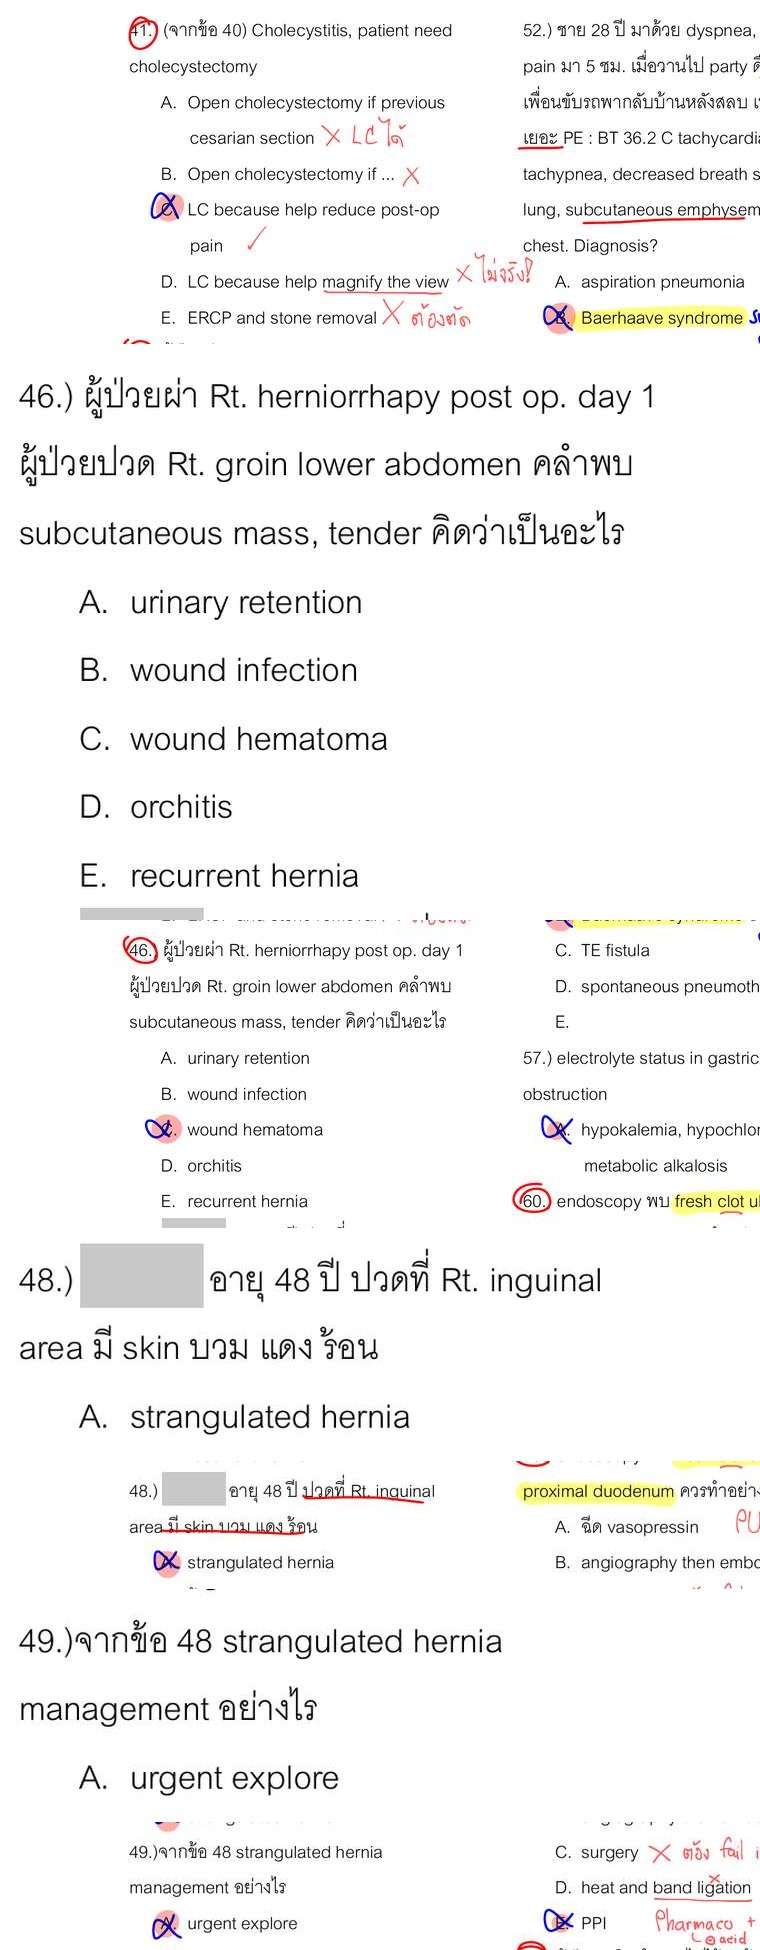 41.) (จากข้อ 40) Cholecystitis, patient need
cholecystectomy
A. Open cholecystectomy if previous
cesarian section X LC ได้
B. Open cholecystectomy if ... X
C. LC because help reduce post-op
pain ✓
D. LC because help magnify the view X ไม่จริง!
E. ERCP and stone removal X ต้องตัด
52.) ชาย 28 ปี มาด้วย dyspnea,
pain มา 5 ชม. เมื่อวานไป party
เพื่อนขับรถพากลับบ้านหลังสลบ
เยอะ PE : BT 36.2 C tachycardi
tachypnea, decreased breath s
lung, subcutaneous emphysem
chest. Diagnosis?
A. aspiration pneumonia
B. Baerhaave syndrome
46.) ผู้ป่วยผ่า Rt. herniorrhapy post op. day 1
ผู้ป่วยปวด Rt. groin lower abdomen คลำพบ
subcutaneous mass, tender คิดว่าเป็นอะไร
A. urinary retention
B. wound infection
C. wound hematoma
D. orchitis
E. recurrent hernia
46.) ผู้ป่วยผ่า Rt. herniorrhapy post op. day 1
ผู้ป่วยปวด Rt. groin lower abdomen คลำพบ
subcutaneous mass, tender คิดว่าเป็นอะไร
A. urinary retention
B. wound infection
C. wound hematoma
D. orchitis
E. recurrent hernia
C. TE fistula
D. spontaneous pneumoth
E.
57.) electrolyte status in gastric
obstruction
A. hypokalemia, hypochlor
metabolic alkalosis
60.) endoscopy พบ fresh clot ul
48.) อายุ 48 ปี ปวดที่ Rt. inguinal
area มี skin บวม แดง ร้อน
A. strangulated hernia
48.) อายุ 48 ปี ปวดที่ Rt. inguinal
area มี skin บวม แดง ร้อน
A. strangulated hernia
proximal duodenum ควรทำอย่า
A. ฉีด vasopressin PU
B. angiography then embo
49.)จากข้อ 48 strangulated hernia
management อย่างไร
A. urgent explore
49.)จากข้อ 48 strangulated hernia
management อย่างไร
A. urgent explore
C. surgery X ต้อง fail i
D. heat and band ligation x
E. PPI Pharmaco +
acid